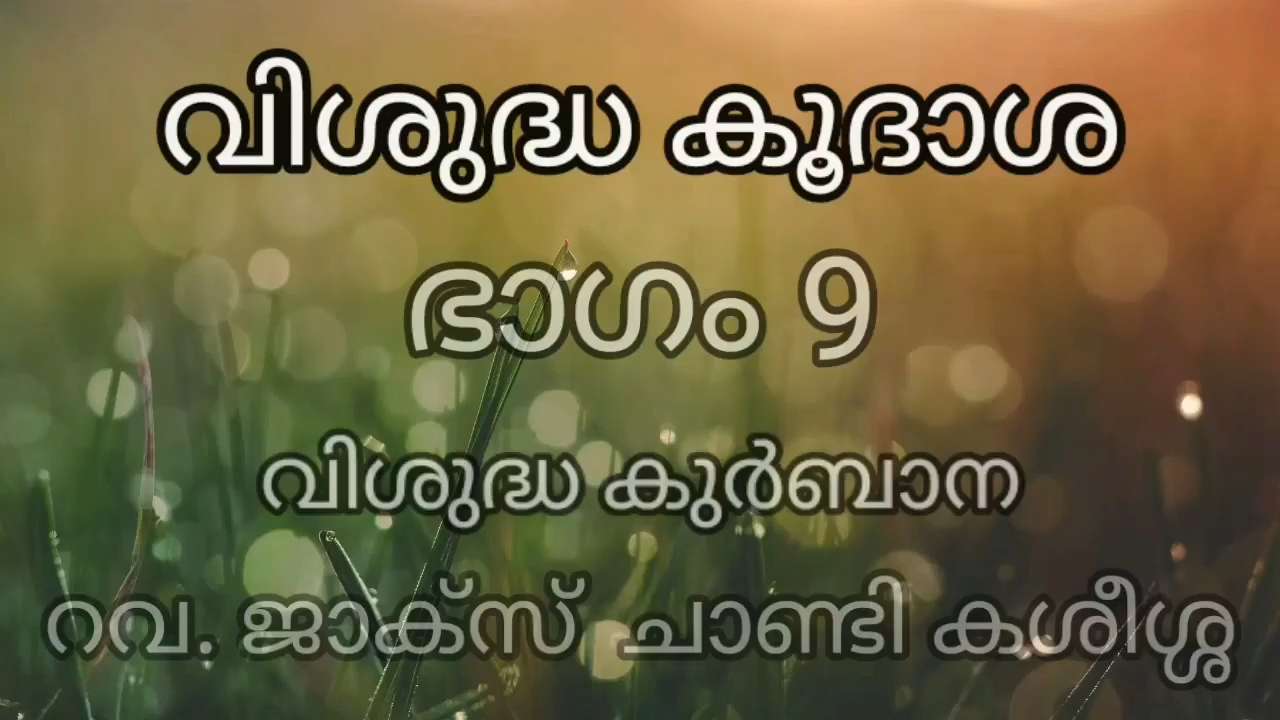 വിശുദ്ധ കൂദാശ
ഭാഗം 9
വിശുദ്ധ കുർബാന
റവ. ജാക്സ് ചാണ്ടി കശീശ്ശ